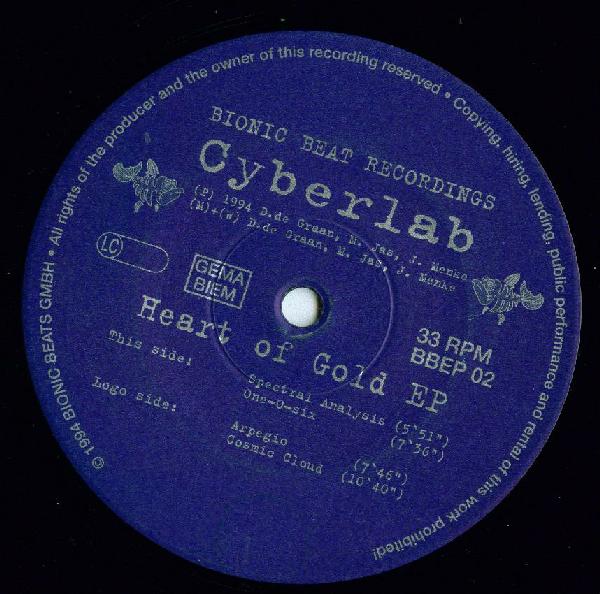 © 1994 BIONIC BEATS GMBH • All rights of the producer and the owner of this recording reserved • Copying, hiring, lending, public performance and rental of this work prohibited!
BIONIC BEAT RECORDINGS
Cyberlab
(P) 1994 D.de Graan, M. Jas, J. Menke
(M)+(W) D.de Graan, M. Jas, J. Menke
LC
GEMA
BIEM
33 RPM
BBEP 02
Heart of Gold EP
This side:
Spectral Analysis (5'51")
One-O-six (7'36")
Logo side:
Arpegio (7'46")
Cosmic Cloud (10'40")